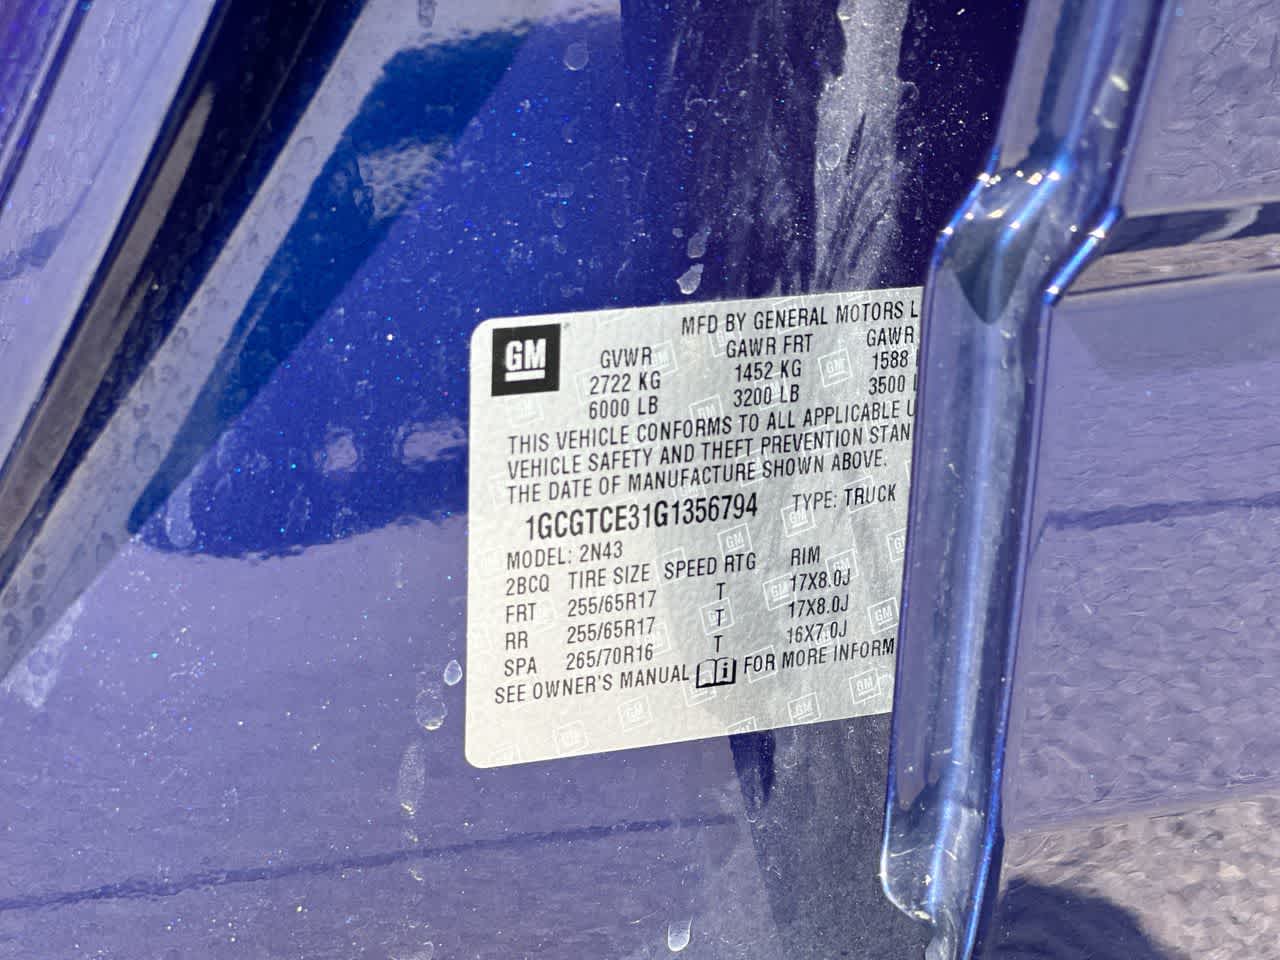 GM
MFD BY GENERAL MOTORS L
GVWR GAWR FRT GAWR
2722 KG 1452 KG 1588
6000 LB 3200 LB 3500 L
THIS VEHICLE CONFORMS TO ALL APPLICABLE U
VEHICLE SAFETY AND THEFT PREVENTION STAN
THE DATE OF MANUFACTURE SHOWN ABOVE.
1GCGTCE31G1356794 TYPE: TRUCK
MODEL: 2N43
2BCQ TIRE SIZE SPEED RTG RIM
FRT 255/65R17 T 17X8.0J
RR 255/65R17 T 17X8.0J
SPA 265/70R16 T 16X7.0J
SEE OWNER'S MANUAL FOR MORE INFORM